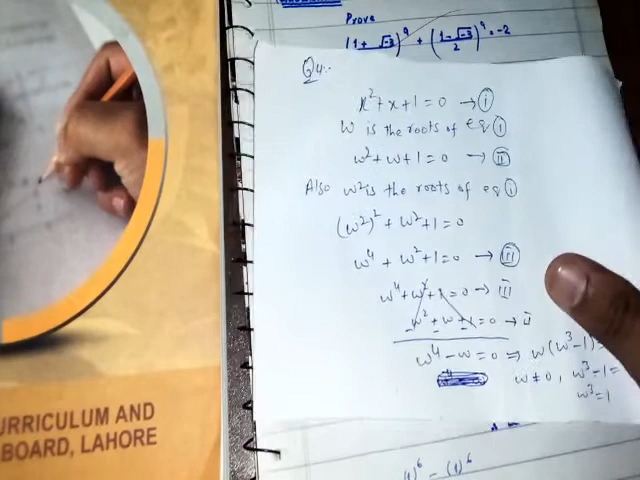 Prove
(1+√-3)⁹ + (1-√-3/2)⁹ = -2
Q4.
x²+x+1=0 → (i)
w is the roots of eq (i)
w²+w+1=0 → (II)
Also w² is the roots of eq (i)
(w²)²+w²+1=0
w⁴+w²+1=0 → (III)
w⁴+w²+1=0 → III
-w²+w+1=0 → II
w⁴-w=0 ⇒ w(w³-1)=
w≠0, w³-1=
w³=1
)⁶ - (1)⁶
URRICULUM AND
BOARD, LAHORE